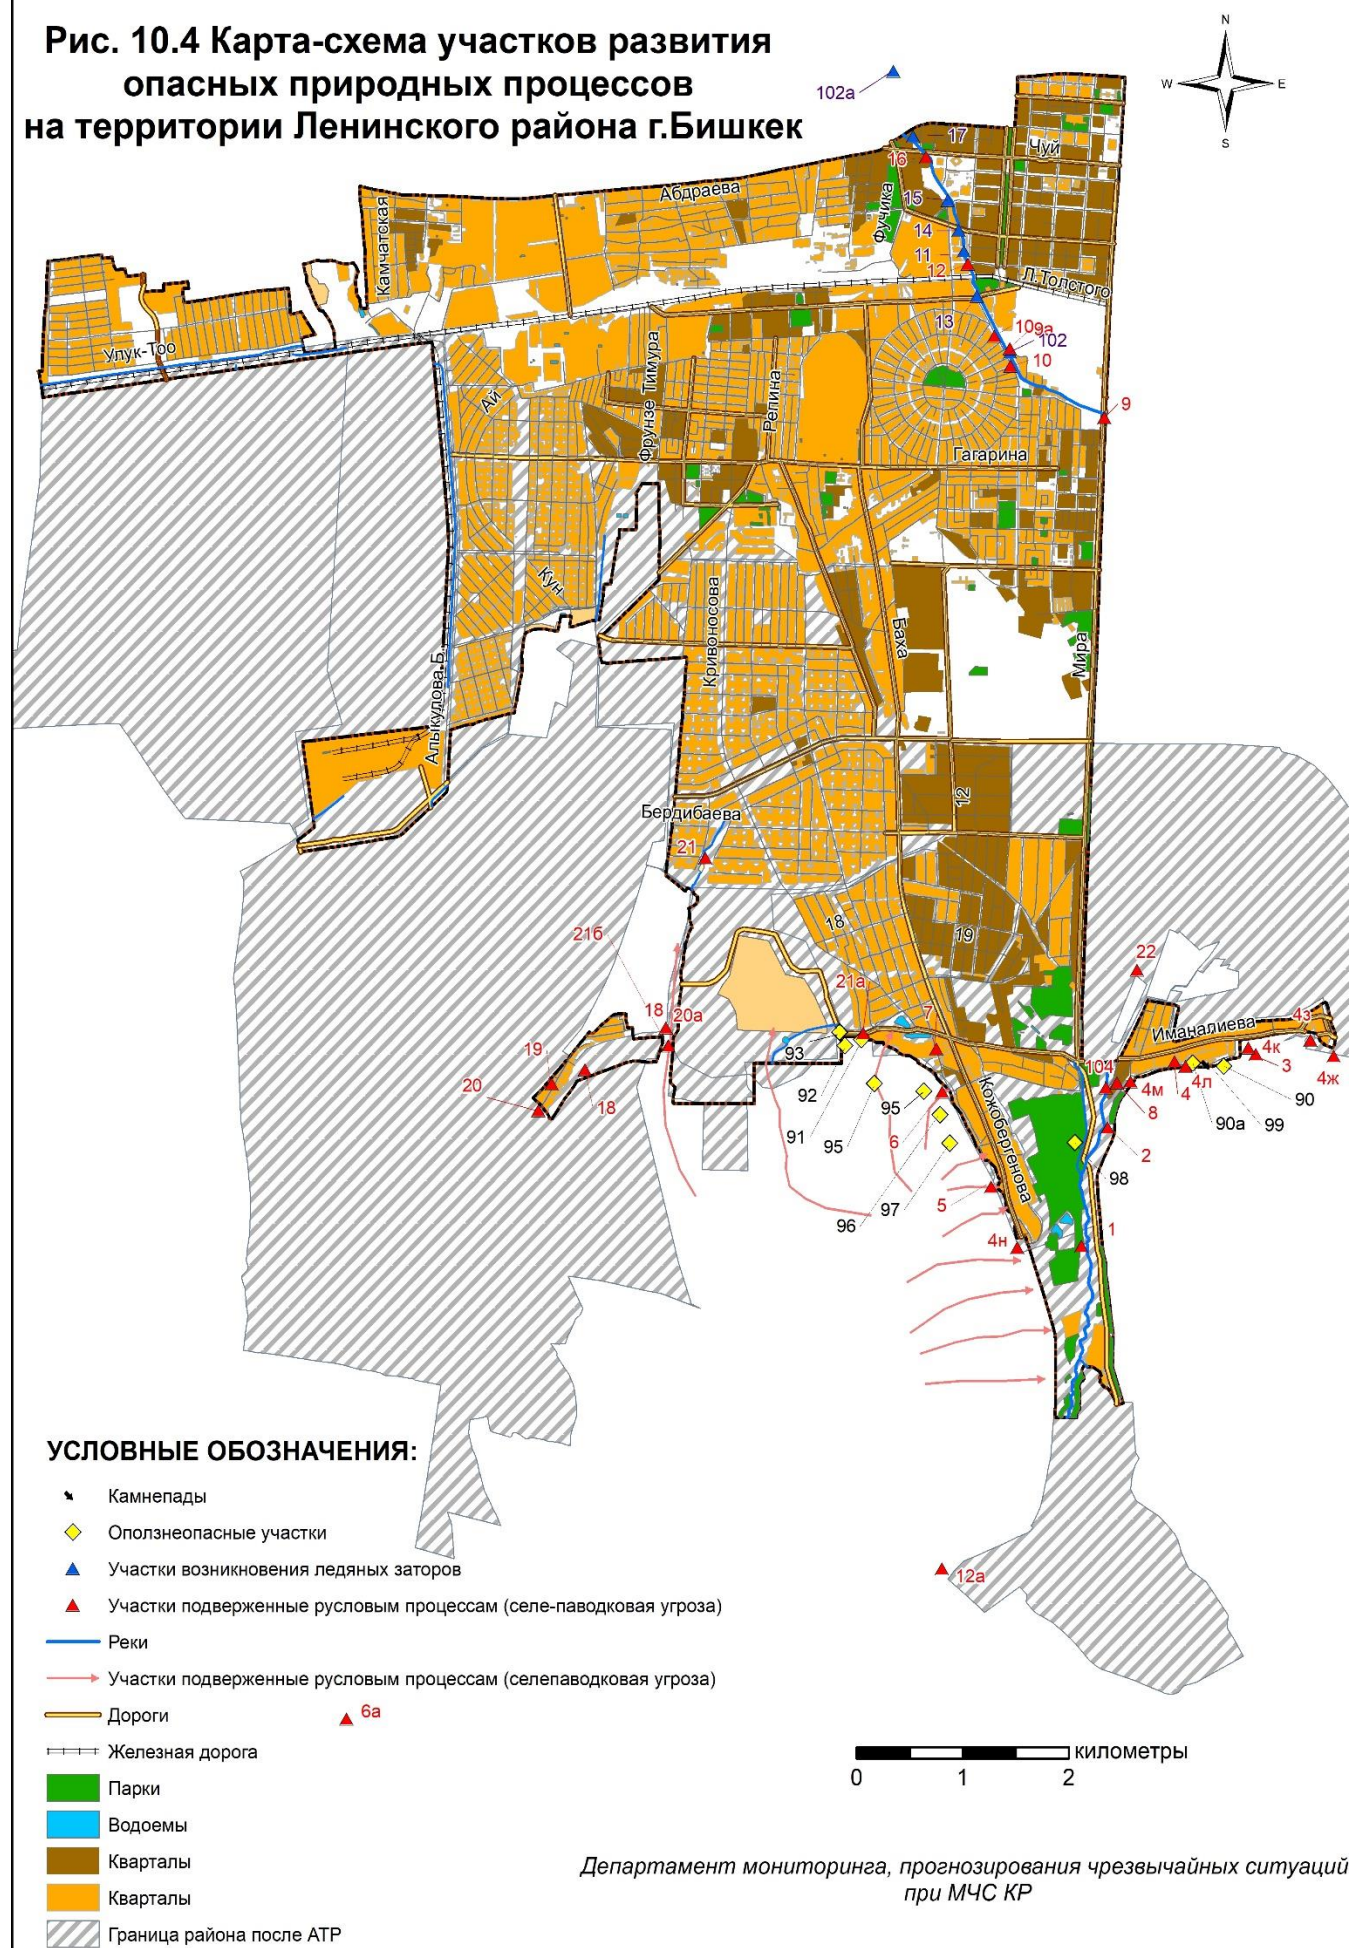 Рис. 10.4 Карта-схема участков развития
опасных природных процессов
на территории Ленинского района г.Бишкек
N
W
E
S
102а
17
Чуй
16
Абдраева
Фучика
15
Камчатская
14
11
12
Л.Толстого
13
109а
102
10
Улук-Тоо
Фрунзе Тимура
Репина
Ай
9
Гагарина
Кун
Кривоносова
Баха
Мира
Алыкулова Б.
12
Бердибаева
21
18
19
21б
22
21а
18
20а
7
Иманалиева
4з
93
4к
3
104
19
20
18
92
95
Кожобергенова
4м
4
4л
4ж
8
90а
99
90
91
95
6
2
98
96
97
5
1
4н
УСЛОВНЫЕ ОБОЗНАЧЕНИЯ:
Камнепады
Оползнеопасные участки
Участки возникновения ледяных заторов
12а
Участки подверженные русловым процессам (селе-паводковая угроза)
Реки
Участки подверженные русловым процессам (селепаводковая угроза)
Дороги
6а
Железная дорога
километры
0 1 2
Парки
Водоемы
Кварталы
Кварталы
Граница района после АТР
Департамент мониторинга, прогнозирования чрезвычайных ситуаций
при МЧС КР